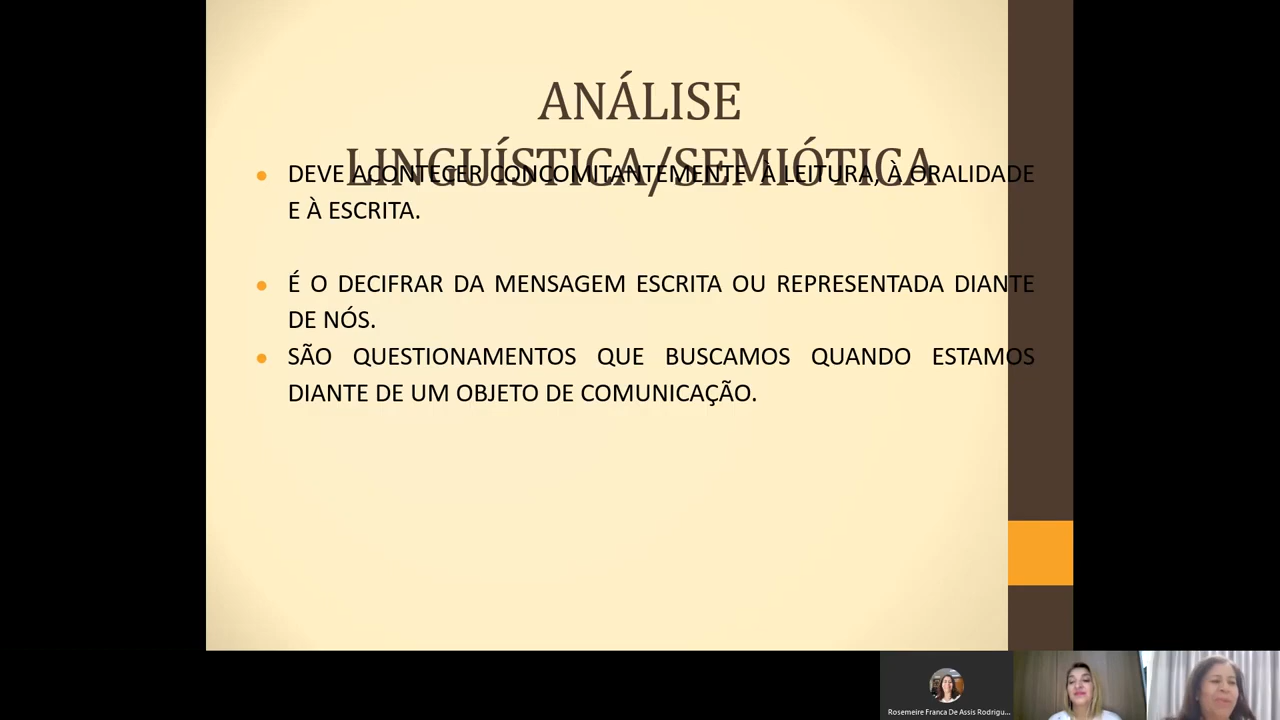 ANÁLISE
LINGUÍSTICA/SEMIÓTICA
DEVE ACONTECER CONCOMITANTEMENTE À LEITURA, À ORALIDADE
E À ESCRITA.
É O DECIFRAR DA MENSAGEM ESCRITA OU REPRESENTADA DIANTE
DE NÓS.
SÃO QUESTIONAMENTOS QUE BUSCAMOS QUANDO ESTAMOS
DIANTE DE UM OBJETO DE COMUNICAÇÃO.
Rosemeire Franca De Assis Rodrigu...